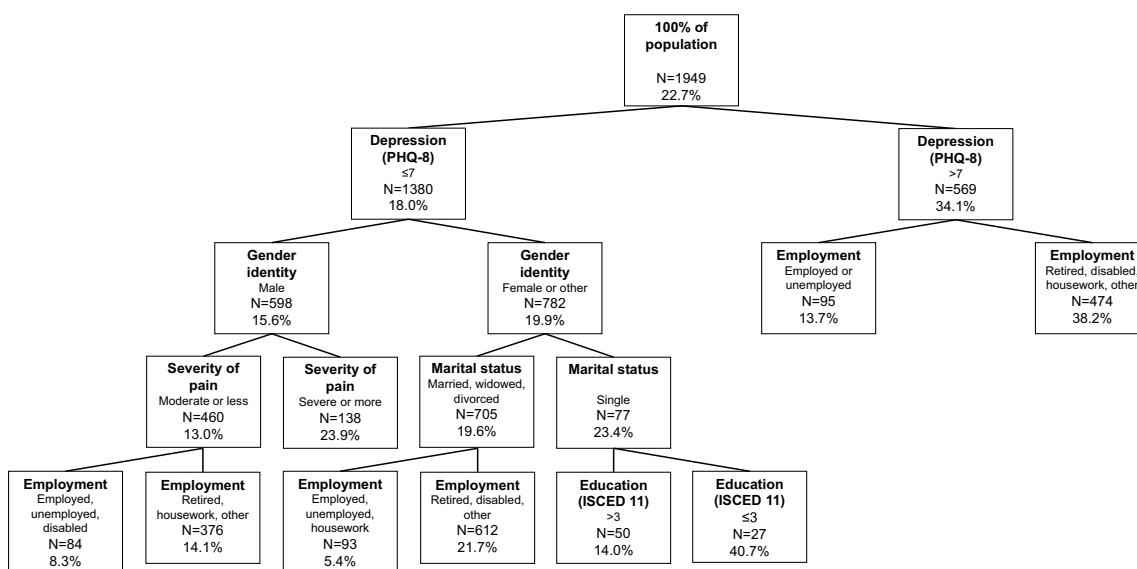 100% of
population
N=1949
22.7%
Depression
(PHQ-8)
≤7
N=1380
18.0%
Depression
(PHQ-8)
>7
N=569
34.1%
Gender
identity
Male
N=598
15.6%
Gender
identity
Female or other
N=782
19.9%
Employment
Employed or
unemployed
N=95
13.7%
Employment
Retired, disabled,
housework, other
N=474
38.2%
Severity of
pain
Moderate or less
N=460
13.0%
Severity of
pain
Severe or more
N=138
23.9%
Marital status
Married, widowed,
divorced
N=705
19.6%
Marital status
Single
N=77
23.4%
Employment
Employed,
unemployed,
disabled
N=84
8.3%
Employment
Retired,
housework, other
N=376
14.1%
Employment
Employed,
unemployed,
housework
N=93
5.4%
Employment
Retired, disabled,
other
N=612
21.7%
Education
(ISCED 11)
>3
N=50
14.0%
Education
(ISCED 11)
≤3
N=27
40.7%